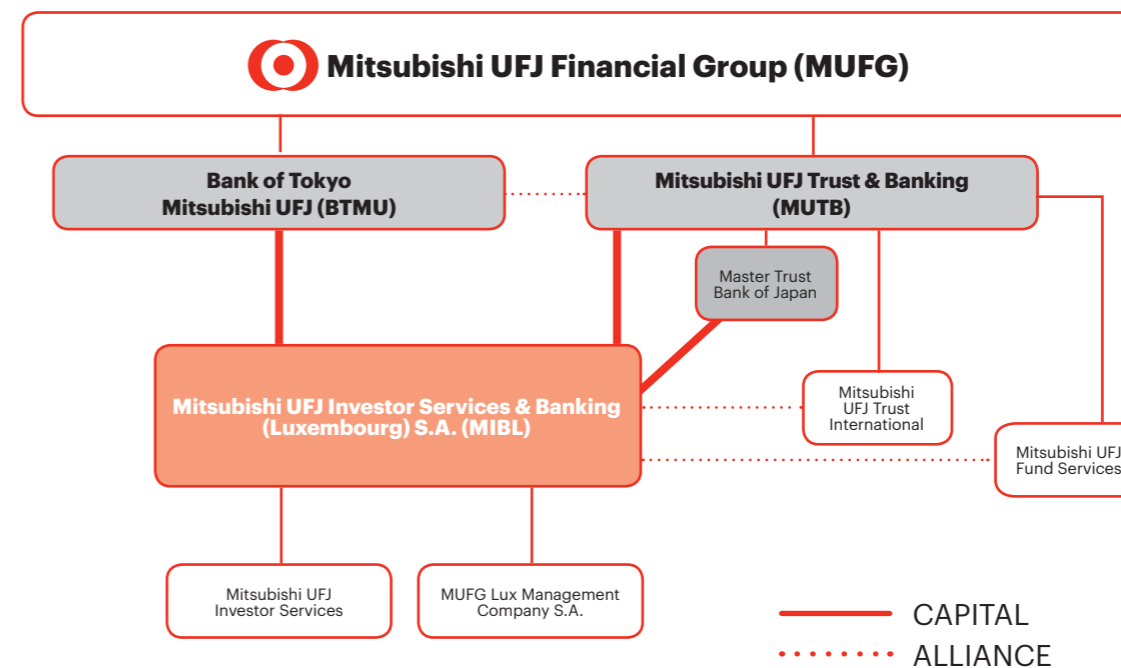 Mitsubishi UFJ Financial Group (MUFG)
Bank of Tokyo
Mitsubishi UFJ (BTMU)
Mitsubishi UFJ Trust & Banking
(MUTB)
Master Trust
Bank of Japan
Mitsubishi UFJ Investor Services & Banking
(Luxembourg) S.A. (MIBL)
Mitsubishi
UFJ Trust
International
Mitsubishi UFJ
Fund Services
Mitsubishi UFJ
Investor Services
MUFG Lux Management
Company S.A.
CAPITAL
ALLIANCE